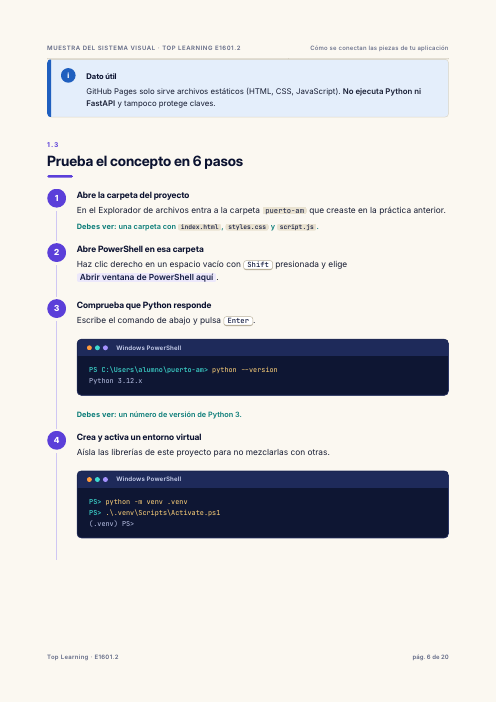 MUESTRA DEL SISTEMA VISUAL · TOP LEARNING E1601.2
Cómo se conectan las piezas de tu aplicación
i
Dato útil
GitHub Pages solo sirve archivos estáticos (HTML, CSS, JavaScript). No ejecuta Python ni
FastAPI y tampoco protege claves.
1.3
Prueba el concepto en 6 pasos
1
Abre la carpeta del proyecto
En el Explorador de archivos entra a la carpeta puerto-am que creaste en la práctica anterior.
Debes ver: una carpeta con index.html, styles.css y script.js.
2
Abre PowerShell en esa carpeta
Haz clic derecho en un espacio vacío con Shift presionada y elige
Abrir ventana de PowerShell aquí.
3
Comprueba que Python responde
Escribe el comando de abajo y pulsa Enter.
Windows PowerShell
PS C:\Users\alumno\puerto-am> python --version
Python 3.12.x
Debes ver: un número de versión de Python 3.
4
Crea y activa un entorno virtual
Aísla las librerías de este proyecto para no mezclarlas con otras.
Windows PowerShell
PS> python -m venv .venv
PS> .\.venv\Scripts\Activate.ps1
(.venv) PS>
Top Learning · E1601.2
pág. 6 de 20